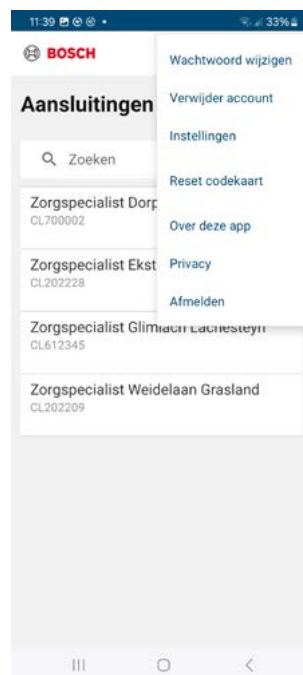 11:39 33%
BOSCH
Wachtwoord wijzigen
Aansluitingen
Verwijder account
Instellingen
Zoeken
Reset codekaart
Zorgspecialist Dorp
CL700002
Over deze app
Zorgspecialist Ekst
Privacy
CL202228
Afmelden
Zorgspecialist Glimlach Lachesteyn
CL612345
Zorgspecialist Weidelaan Grasland
CL202209